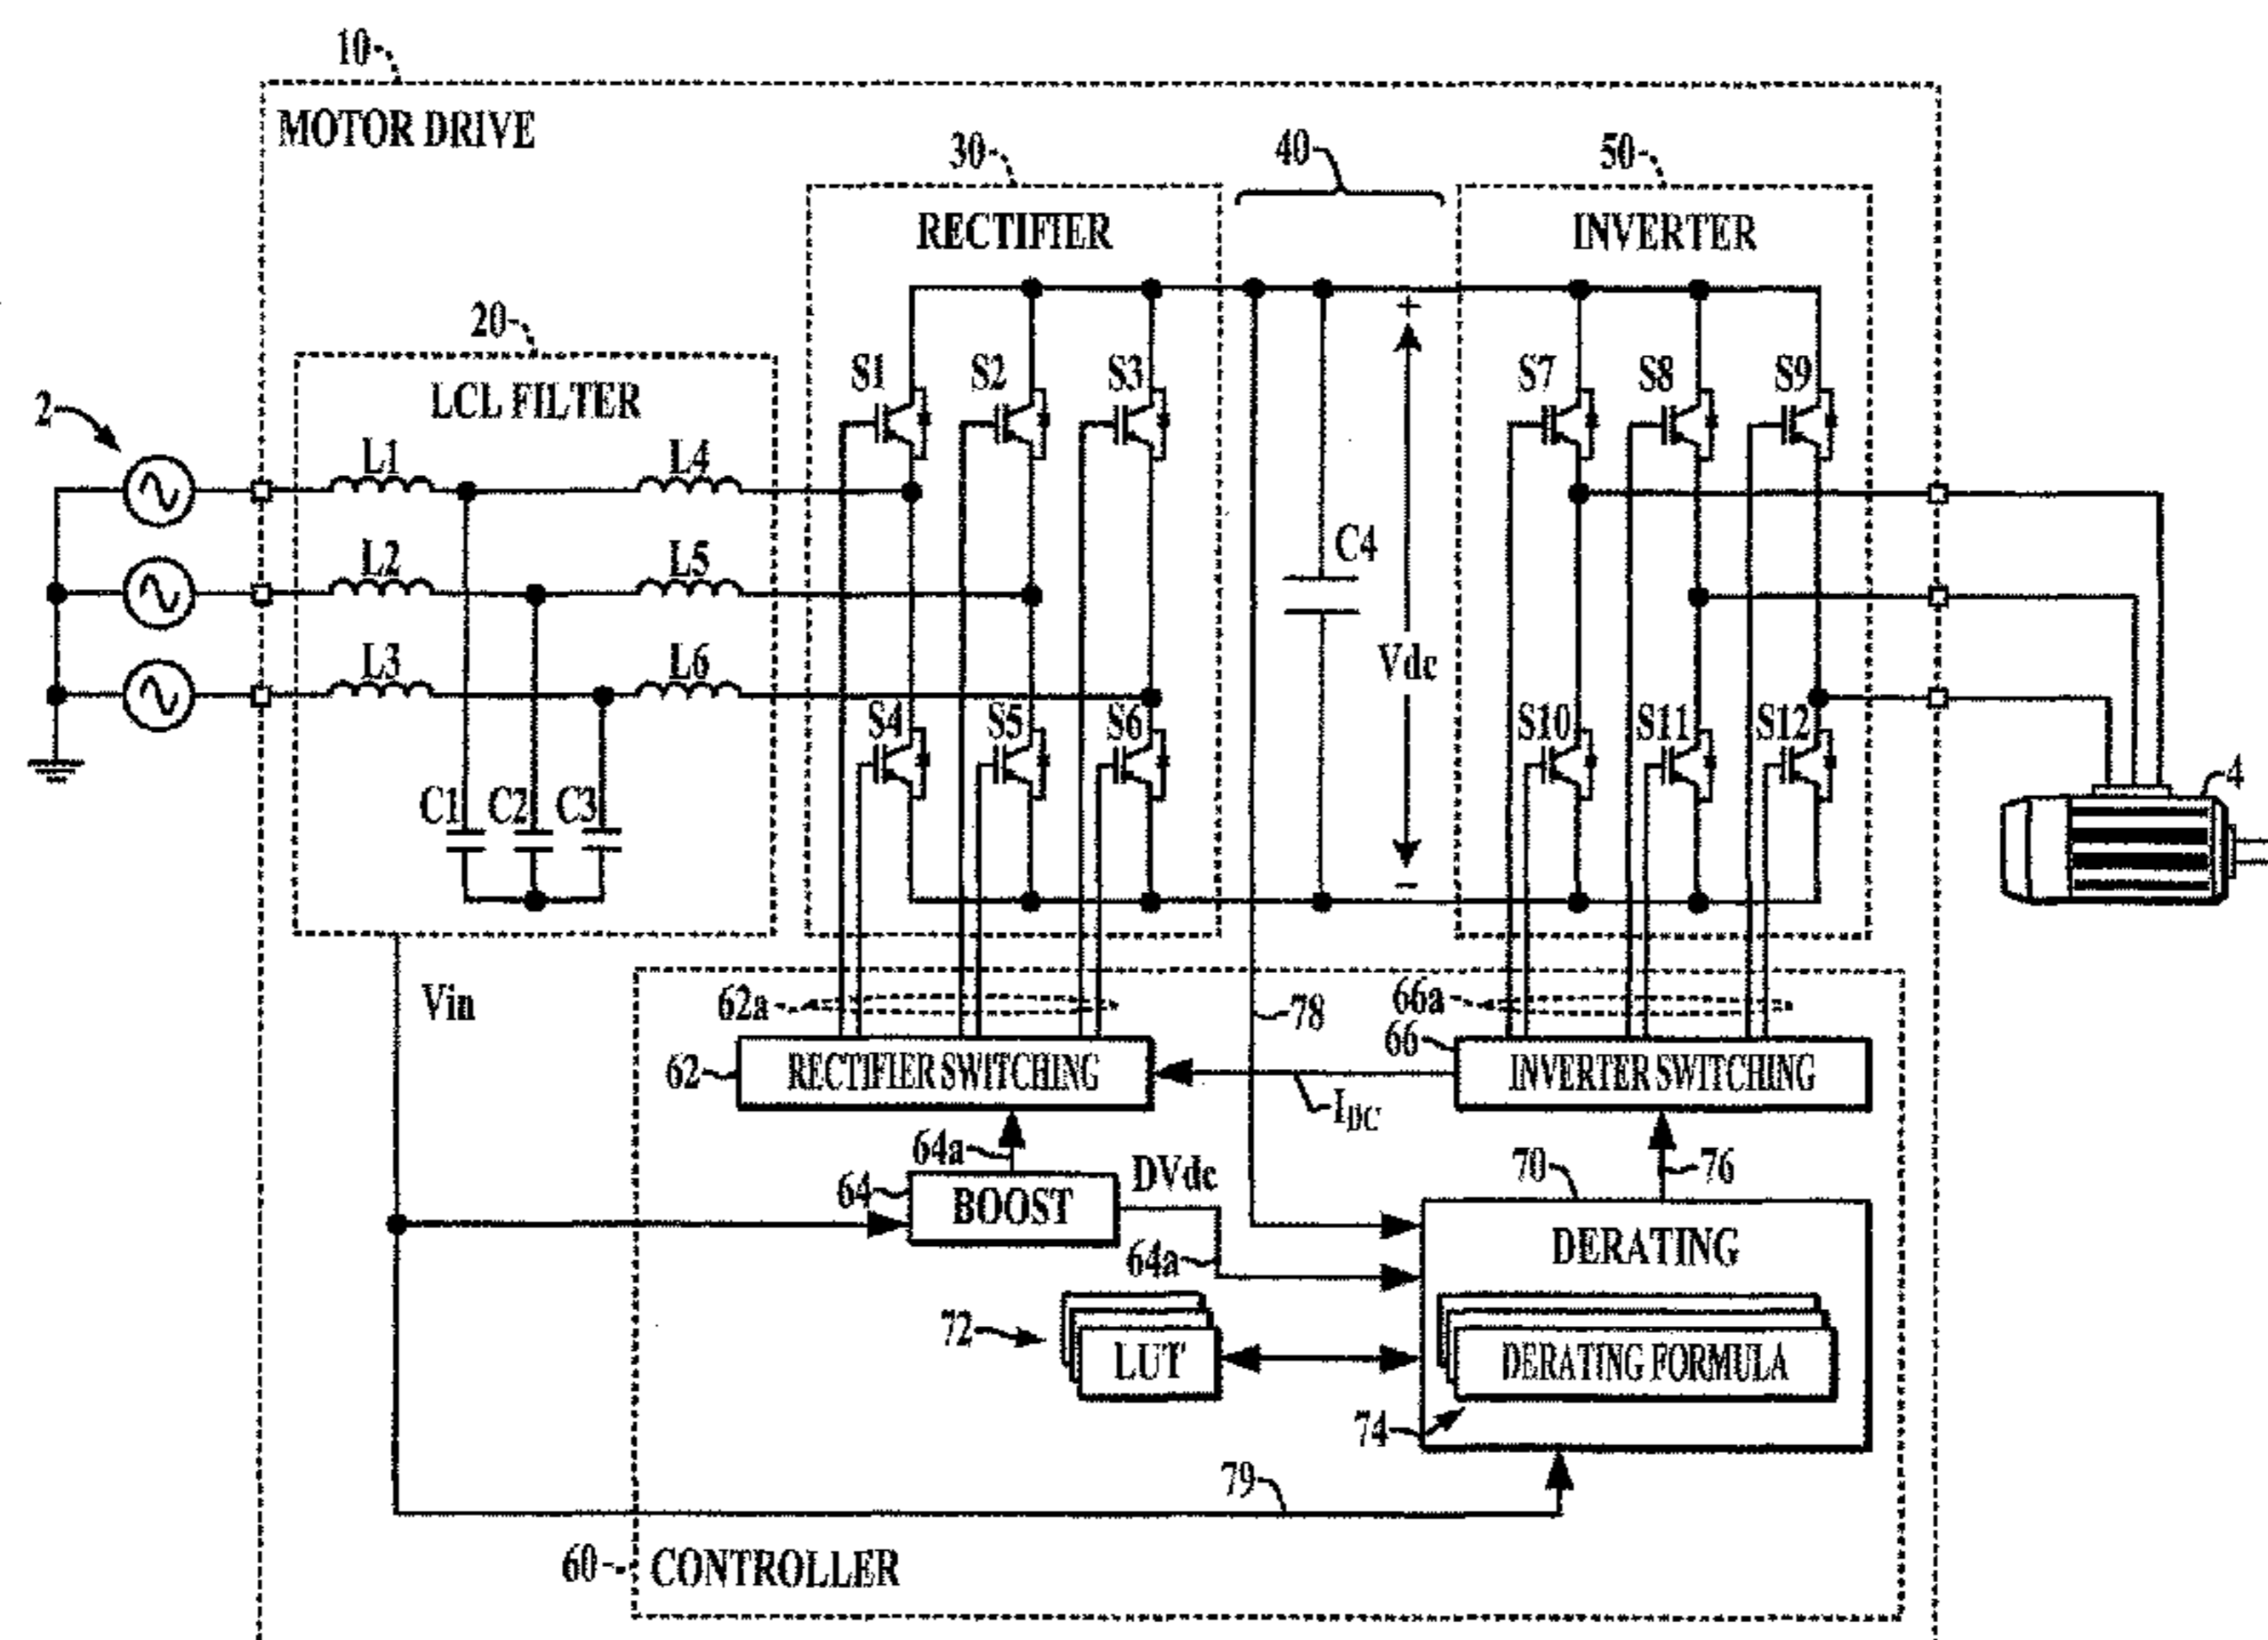 10
MOTOR DRIVE
30
40
50
RECTIFIER
INVERTER
20
LCL FILTER
2
S1
S2
S3
S7
S8
S9
+
L1
L4
L2
L5
C4
L3
L6
Vdc
S4
S5
S6
S10
S11
S12
4
C1
C2
C3
−
Vin
62a
78
66a
66
62
RECTIFIER SWITCHING
INVERTER SWITCHING
IDC
64a
DVdc
70
76
64
BOOST
DERATING
64a
72
LUT
DERATING FORMULA
74
79
60
CONTROLLER